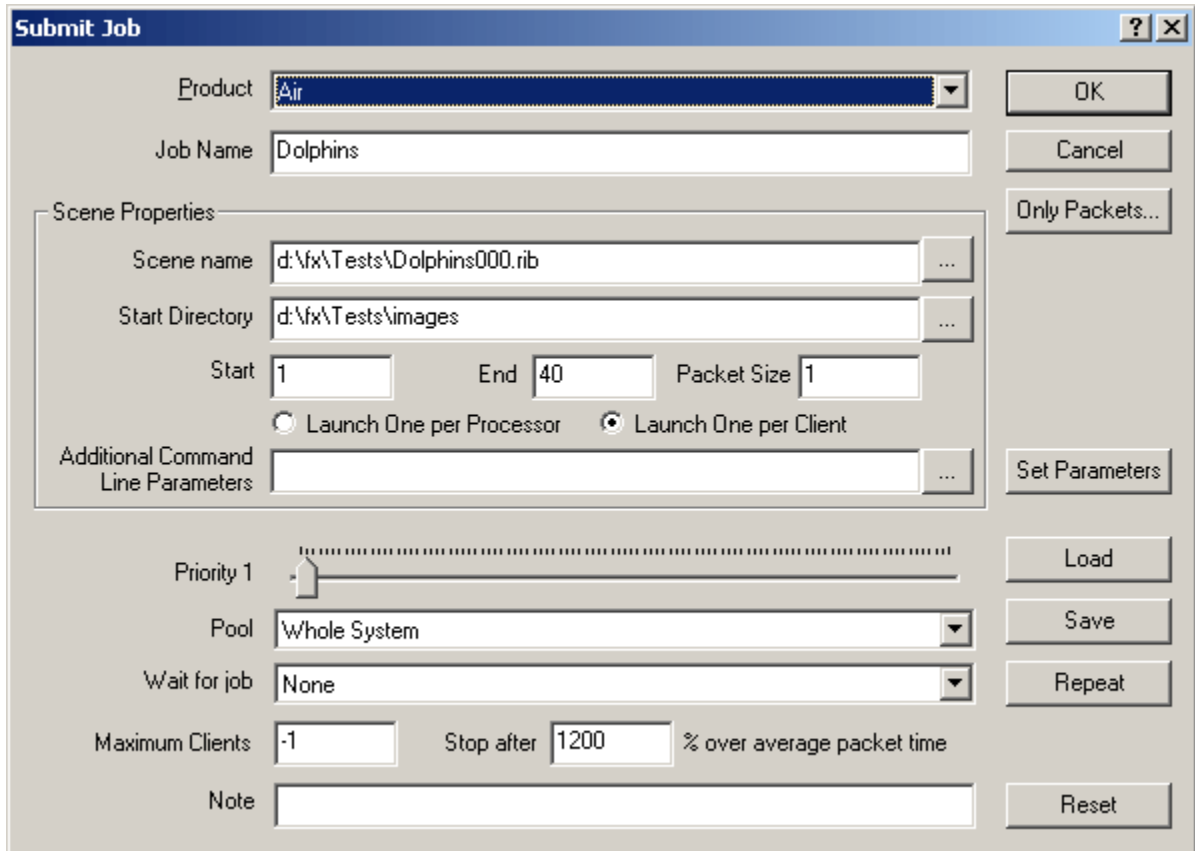 Submit Job
Product Air OK
Job Name Dolphins Cancel
Only Packets...
Scene Properties
Scene name d:\fx\Tests\Dolphins000.rib ...
Start Directory d:\fx\Tests\images ...
Start 1 End 40 Packet Size 1
Launch One per Processor Launch One per Client
Additional Command
Line Parameters ... Set Parameters
Priority 1 Load
Pool Whole System Save
Wait for job None Repeat
Maximum Clients -1 Stop after 1200 % over average packet time
Note Reset